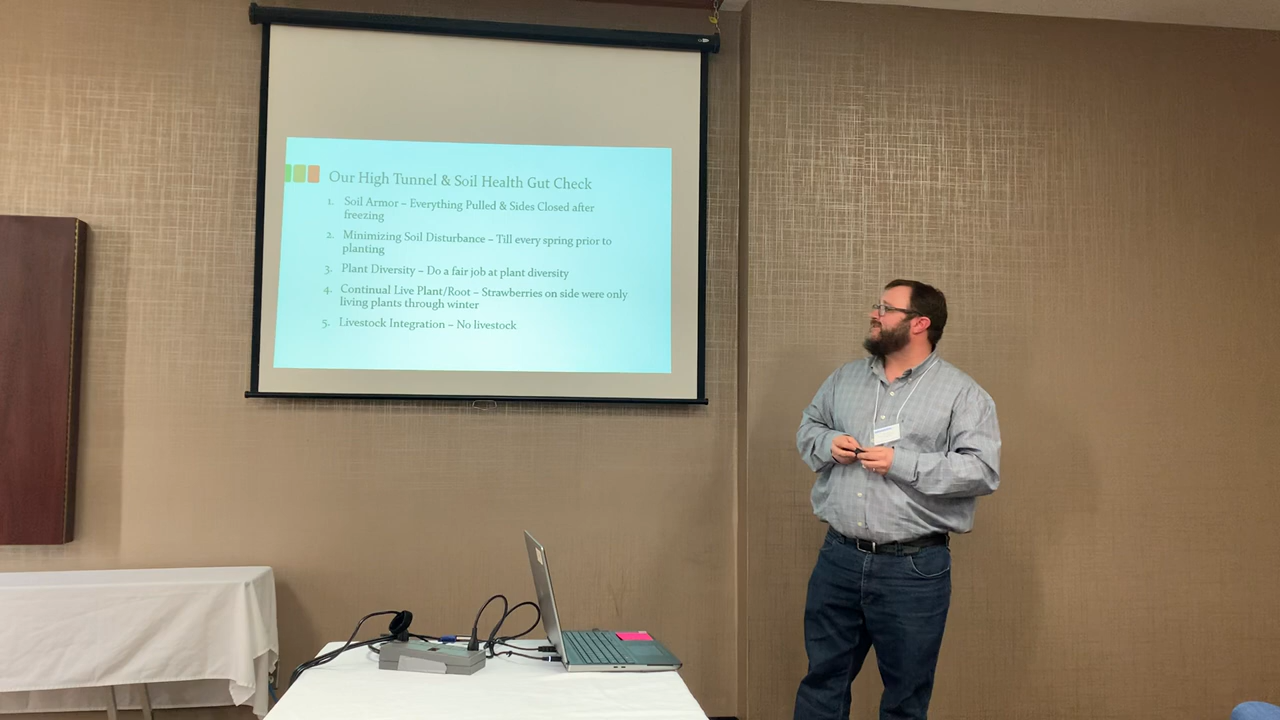 Our High Tunnel & Soil Health Gut Check
1. Soil Armor – Everything Pulled & Sides Closed after
freezing
2. Minimizing Soil Disturbance – Till every spring prior to
planting
3. Plant Diversity – Do a fair job at plant diversity
4. Continual Live Plant/Root – Strawberries on side were only
living plants through winter
5. Livestock Integration – No livestock